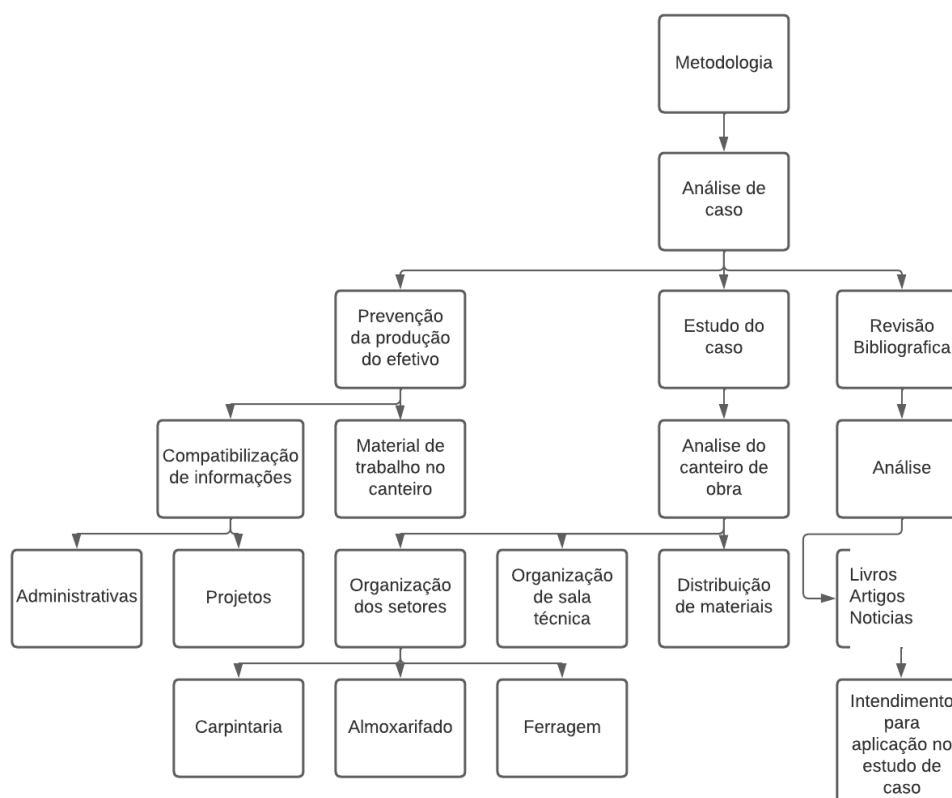 Metodologia
Análise de
caso
Prevenção
da produção
do efetivo
Estudo do
caso
Revisão
Bibliografica
Compatibilização
de informações
Material de
trabalho no
canteiro
Analise do
canteiro de
obra
Análise
Administrativas
Projetos
Organização
dos setores
Organização
de sala
técnica
Distribuição
de materiais
Livros
Artigos
Noticias
Carpintaria
Almoxarifado
Ferragem
Intendimento
para
aplicação no
estudo de
caso